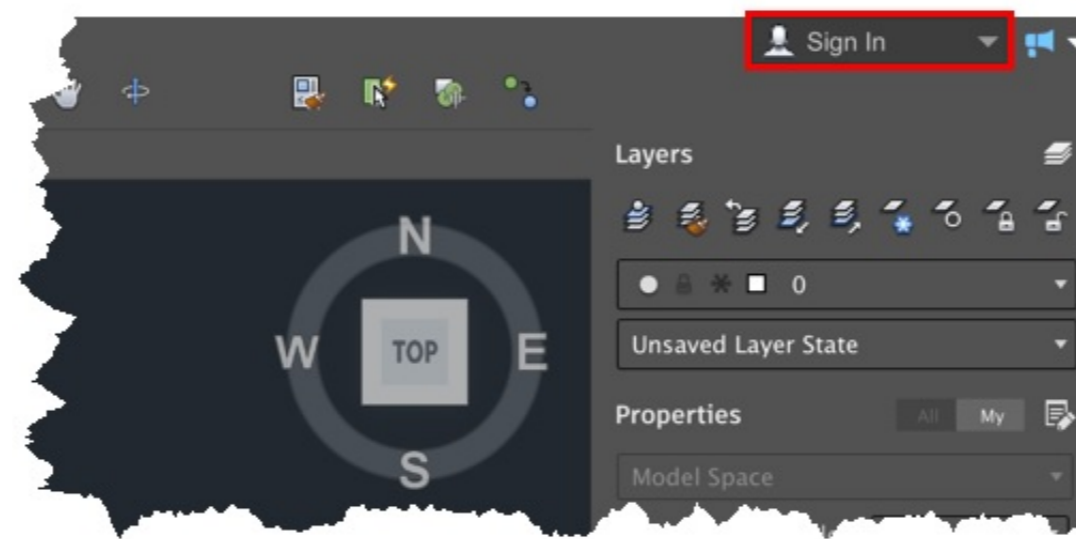 Sign In
Layers
N
W TOP E
S
0
Unsaved Layer State
Properties All My
Model Space